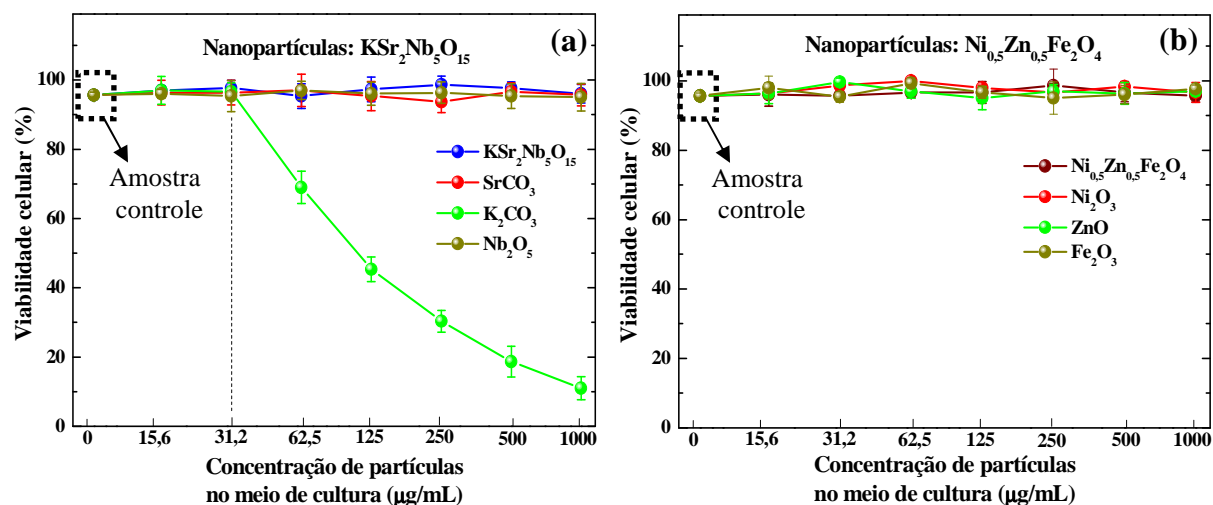 Nanopartículas: KSr₂Nb₅O₁₅
(a)
Viabilidade celular (%)
100
80
60
40
20
0
Amostra
controle
KSr₂Nb₅O₁₅
SrCO₃
K₂CO₃
Nb₂O₅
0 15,6 31,2 62,5 125 250 500 1000
Concentração de partículas
no meio de cultura (µg/mL)
Nanopartículas: Ni₀,₅Zn₀,₅Fe₂O₄
(b)
Viabilidade celular (%)
100
80
60
40
20
0
Amostra
controle
Ni₀,₅Zn₀,₅Fe₂O₄
Ni₂O₃
ZnO
Fe₂O₃
0 15,6 31,2 62,5 125 250 500 1000
Concentração de partículas
no meio de cultura (µg/mL)